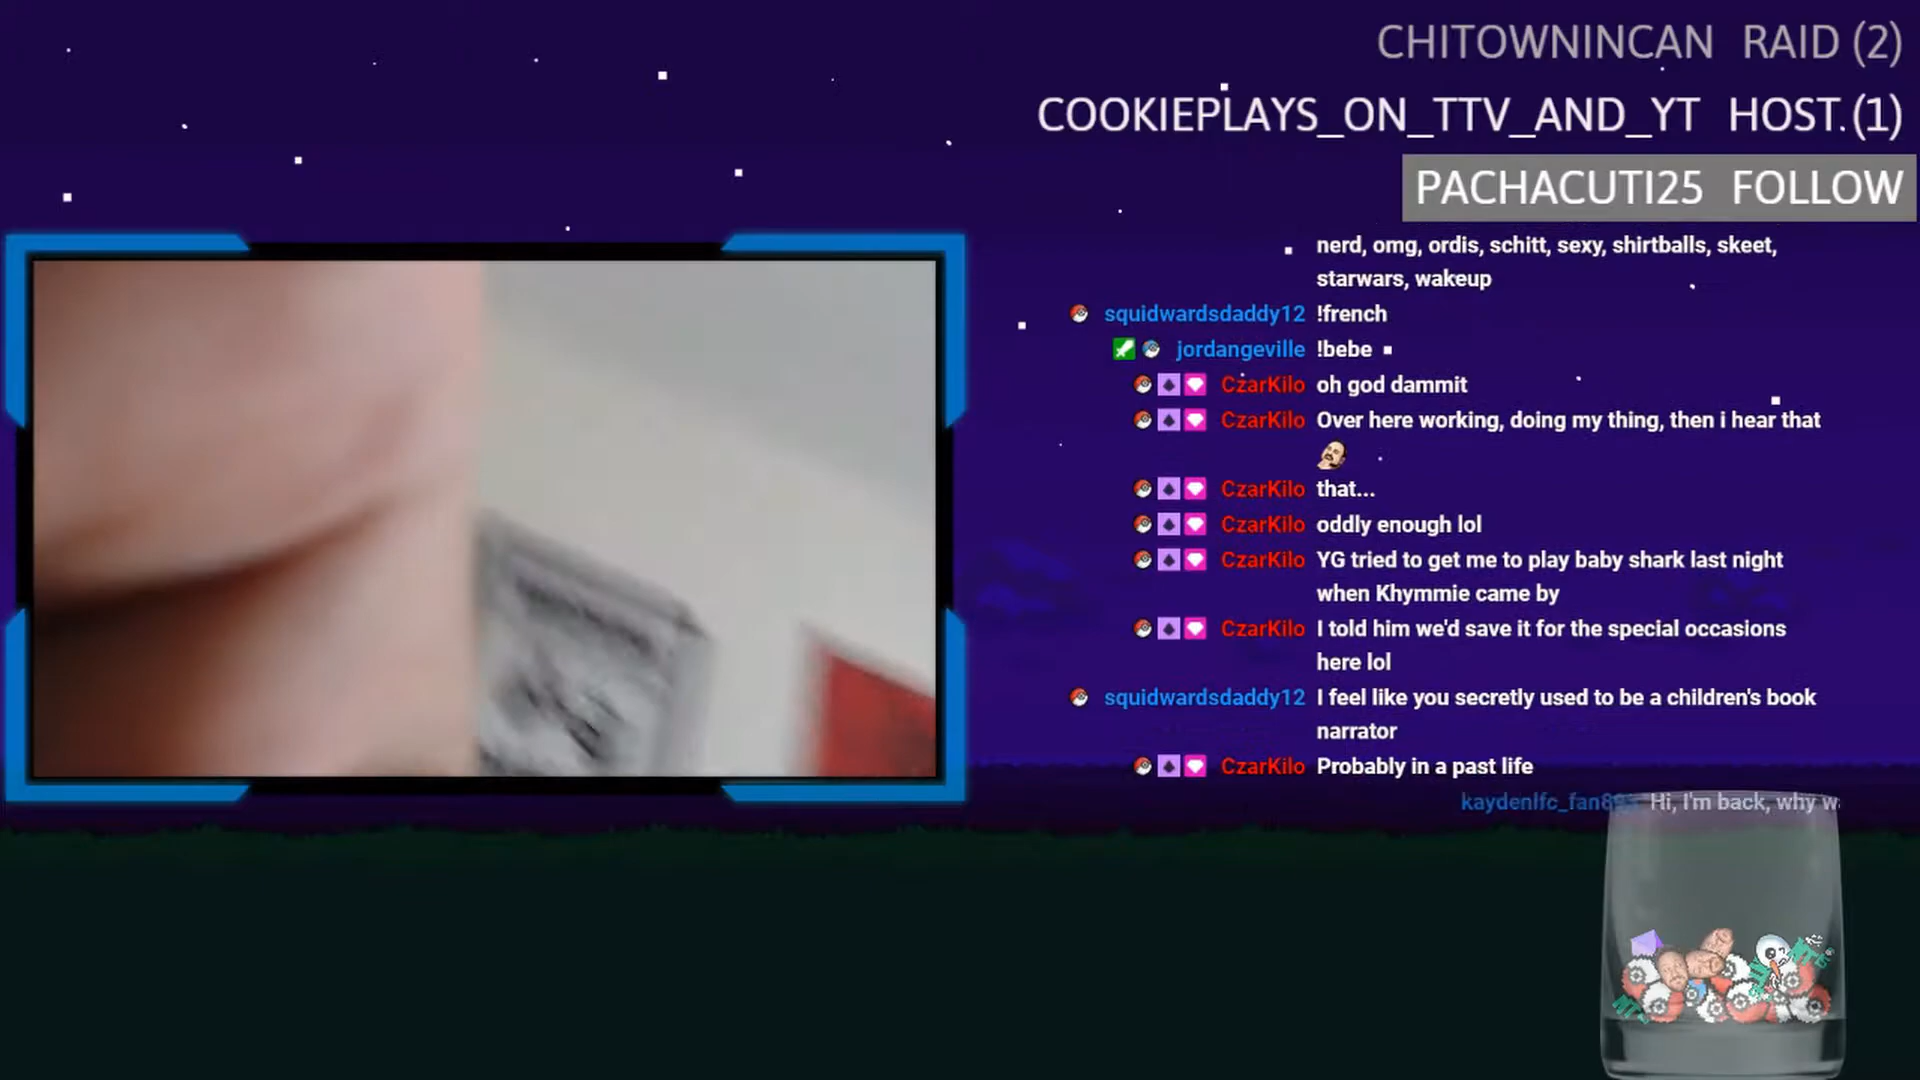 CHITOWNINCAN RAID (2)
COOKIEPLAYS_ON_TTV_AND_YT HOST (1)
PACHACUTI25 FOLLOW
nerd, omg, ordis, schitt, sexy, shirtballs, skeet,
starwars, wakeup
squidwardsdaddy12 !french
jordangeville !bebe
CzarKilo oh god dammit
CzarKilo Over here working, doing my thing, then i hear that
CzarKilo that...
CzarKilo oddly enough lol
CzarKilo YG tried to get me to play baby shark last night
when Khymmie came by
CzarKilo I told him we'd save it for the special occasions
here lol
squidwardsdaddy12 I feel like you secretly used to be a children's book
narrator
CzarKilo Probably in a past life
Hi, I'm back, why